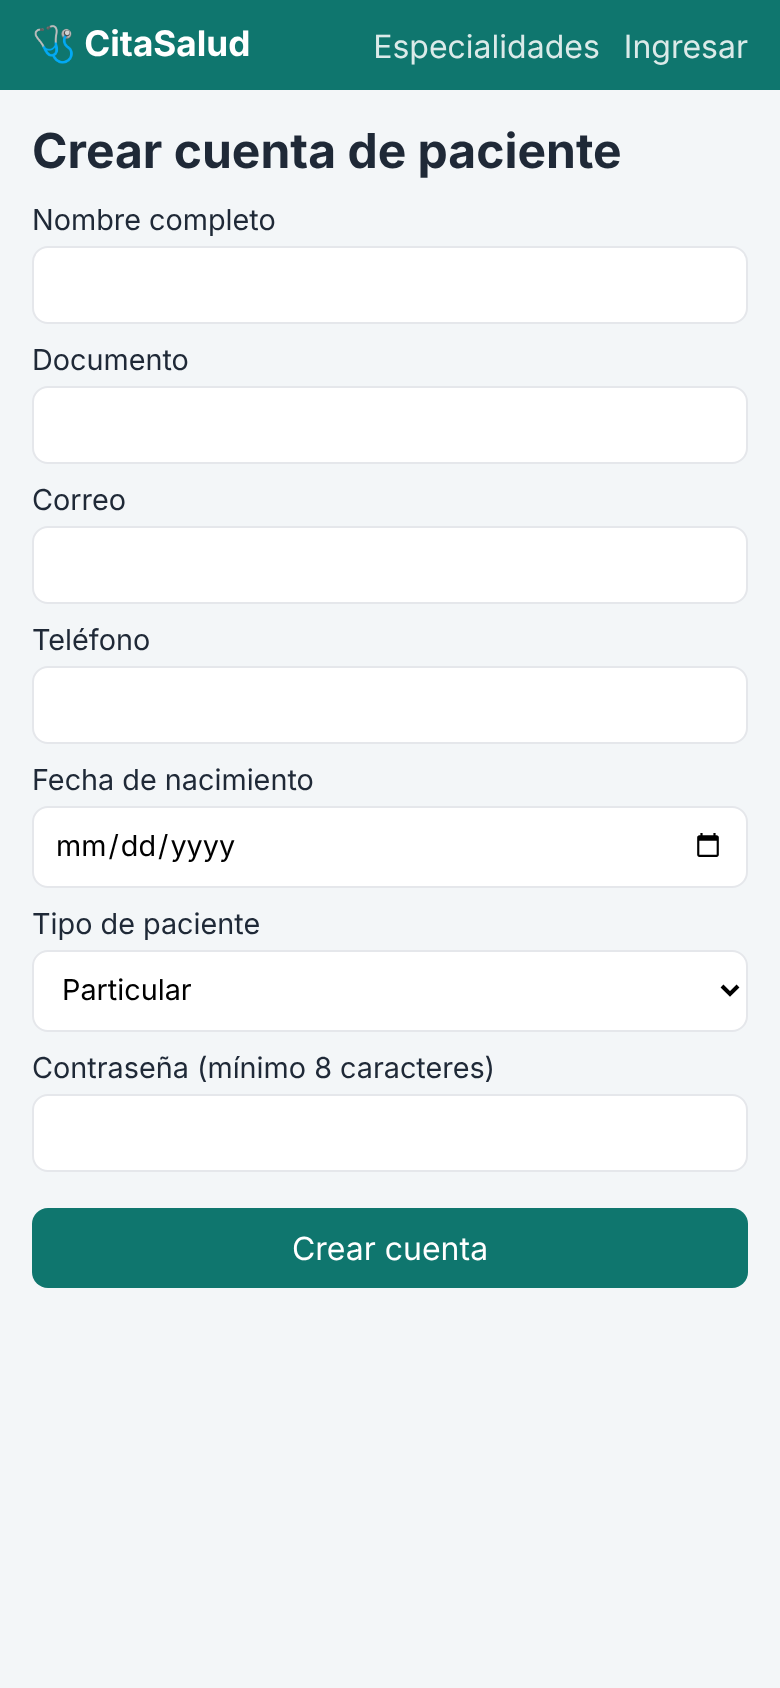 CitaSalud
Especialidades Ingresar
Crear cuenta de paciente
Nombre completo
Documento
Correo
Teléfono
Fecha de nacimiento
mm/dd/yyyy
Tipo de paciente
Particular
Contraseña (mínimo 8 caracteres)
Crear cuenta